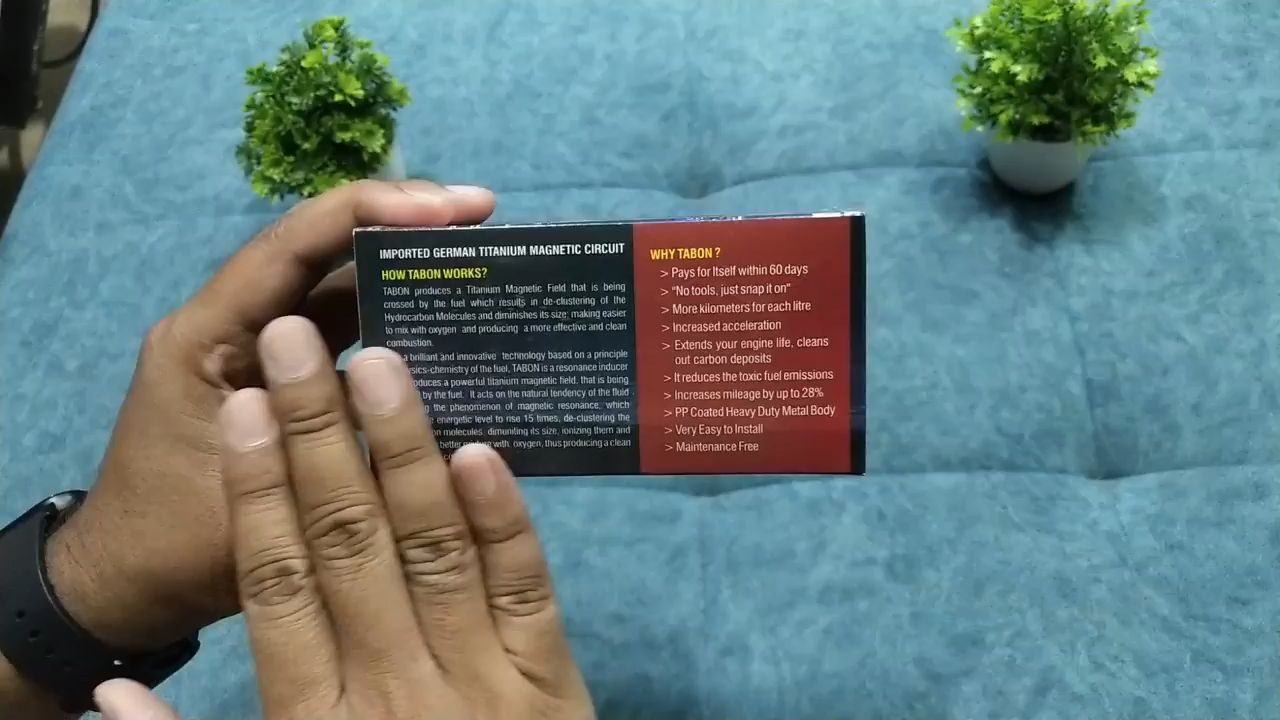 IMPORTED GERMAN TITANIUM MAGNETIC CIRCUIT
HOW TABON WORKS?
TABON produces a Titanium Magnetic Field that is being
crossed by the fuel which results in de-clustering of the
Hydrocarbon Molecules and diminishes its size; making easier
to mix with oxygen and producing a more effective and clean
combustion.
a brilliant and innovative technology based on a principle
of the fuel, TABON is a resonance inducer
a powerful titanium magnetic field, that is being
by the fuel. It acts on the natural tendency of the fluid
the phenomenon of magnetic resonance, which
energetic level to rise 15 times, de-clustering the
molecules, dimuniting its size, ionizing them and
better with oxygen, thus producing a clean
WHY TABON ?
> Pays for Itself within 60 days
> "No tools, just snap it on"
> More kilometers for each litre
> Increased acceleration
> Extends your engine life, cleans
out carbon deposits
> It reduces the toxic fuel emissions
> Increases mileage by up to 28%
> PP Coated Heavy Duty Metal Body
> Very Easy to Install
> Maintenance Free